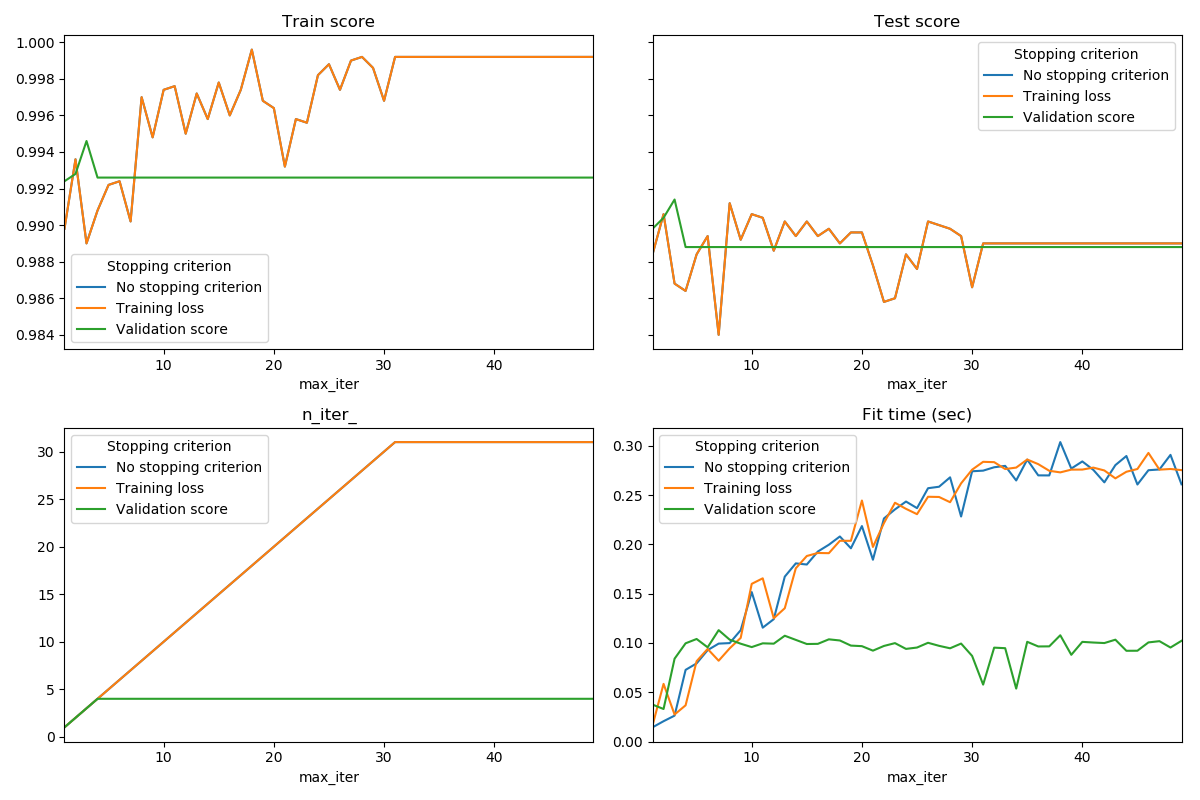 Train score
1.000
0.998
0.996
0.994
0.992
0.990
0.988
0.986
0.984
Stopping criterion
No stopping criterion
Training loss
Validation score
10
20
30
40
max_iter
Test score
Stopping criterion
No stopping criterion
Training loss
Validation score
10
20
30
40
max_iter
n_iter_
30
25
20
15
10
5
0
Stopping criterion
No stopping criterion
Training loss
Validation score
10
20
30
40
max_iter
Fit time (sec)
0.30
0.25
0.20
0.15
0.10
0.05
0.00
Stopping criterion
No stopping criterion
Training loss
Validation score
10
20
30
40
max_iter